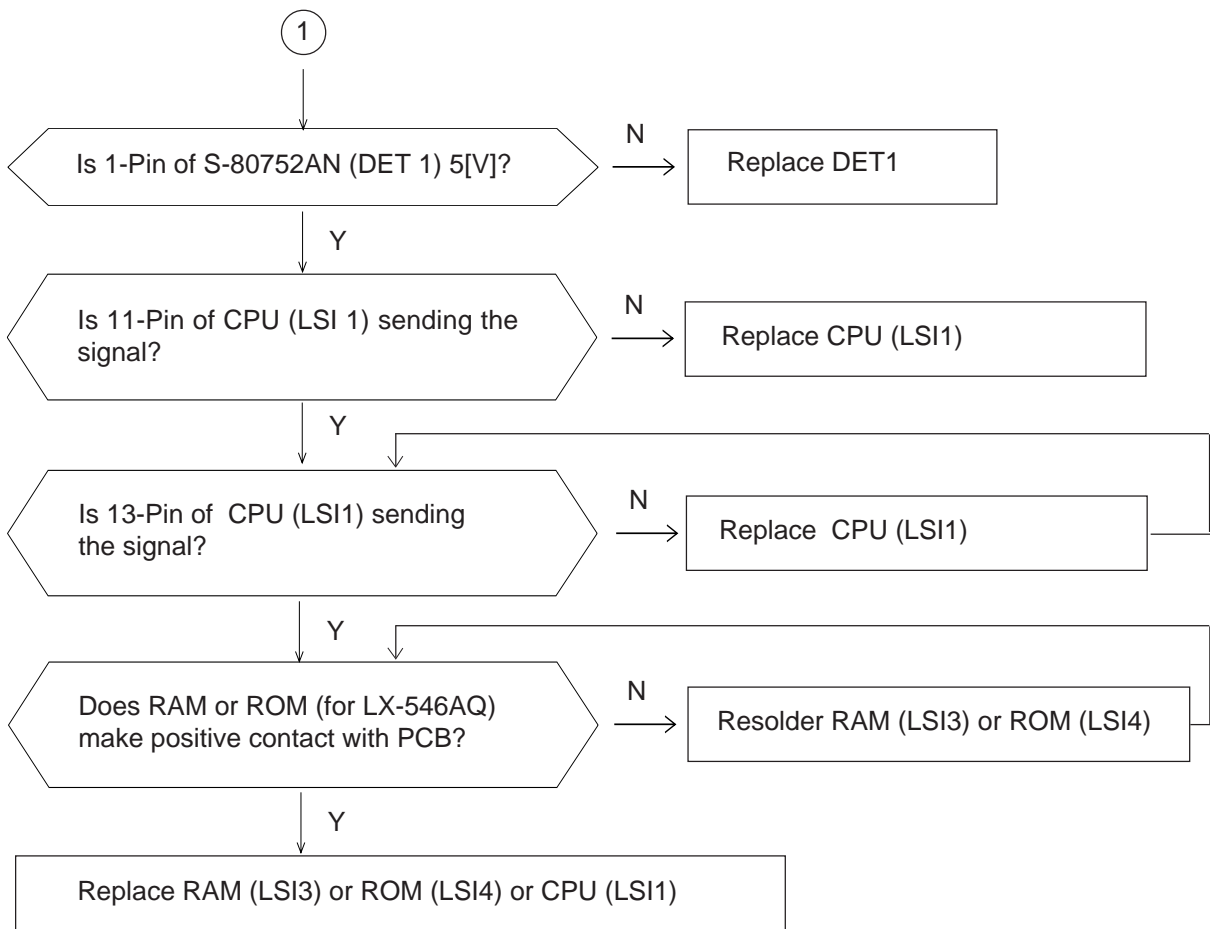 1
Is 1-Pin of S-80752AN (DET 1) 5[V]?
N
Replace DET1
Y
Is 11-Pin of CPU (LSI 1) sending the
signal?
N
Replace CPU (LSI1)
Y
Is 13-Pin of CPU (LSI1) sending
the signal?
N
Replace CPU (LSI1)
Y
Does RAM or ROM (for LX-546AQ)
make positive contact with PCB?
N
Resolder RAM (LSI3) or ROM (LSI4)
Y
Replace RAM (LSI3) or ROM (LSI4) or CPU (LSI1)